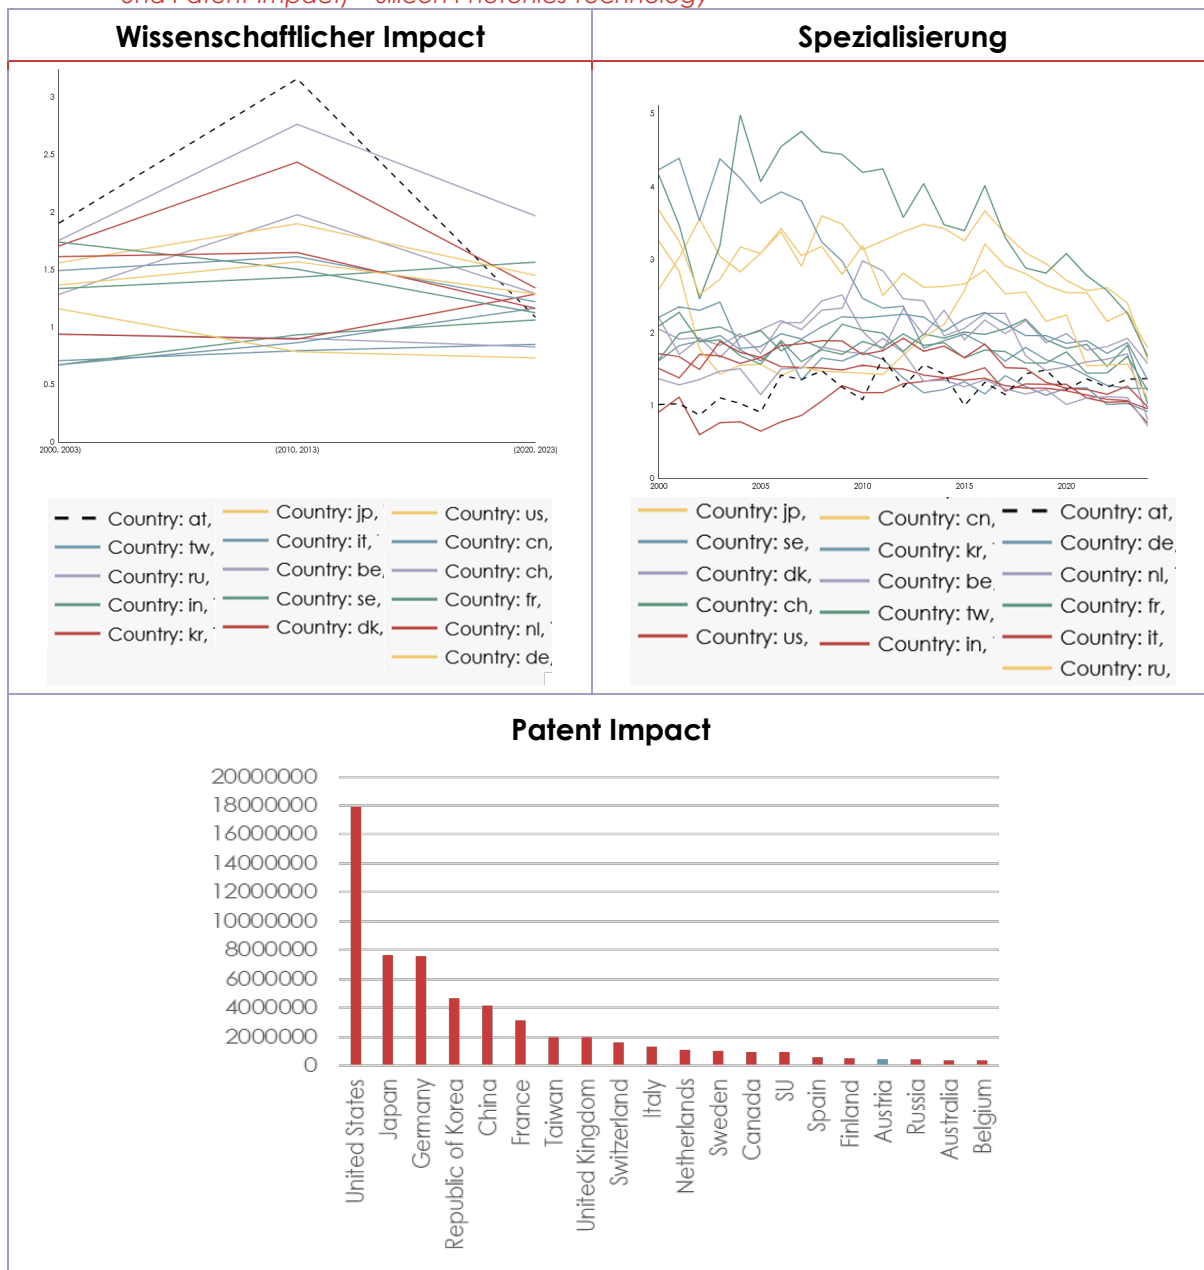 und Patent Impact) – Silicon Photonics Technology
Wissenschaftlicher Impact
Spezialisierung
3
2.5
2
1.5
1
0.5
0
2000, 2003)
(2010, 2013)
(2020, 2023)
Country: at,
Country: tw,
Country: ru,
Country: in,
Country: kr,
Country: jp,
Country: it,
Country: be,
Country: se,
Country: dk,
Country: us,
Country: cn,
Country: ch,
Country: fr,
Country: nl,
Country: de,
5
4
3
2
1
0
2000
2005
2010
2015
2020
Country: jp,
Country: se,
Country: dk,
Country: ch,
Country: us,
Country: cn,
Country: kr,
Country: be,
Country: tw,
Country: in,
Country: at,
Country: de,
Country: nl,
Country: fr,
Country: it,
Country: ru,
Patent Impact
20000000
18000000
16000000
14000000
12000000
10000000
8000000
6000000
4000000
2000000
0
United States
Japan
Germany
Republic of Korea
China
France
Taiwan
United Kingdom
Switzerland
Italy
Netherlands
Sweden
Canada
SU
Spain
Finland
Austria
Russia
Australia
Belgium